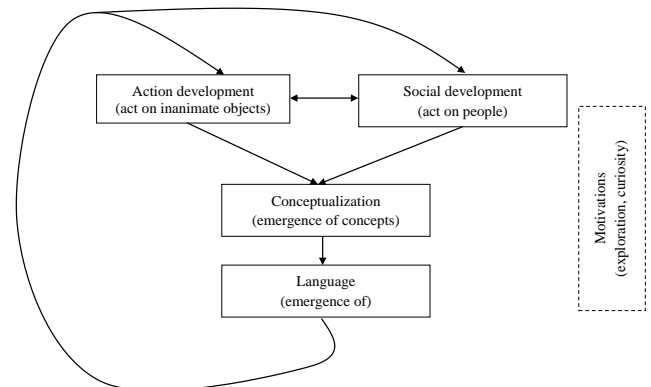 Action development
(act on inanimate objects)
Social development
(act on people)
Conceptualization
(emergence of concepts)
Language
(emergence of)
Motivations
(exploration, curiosity)